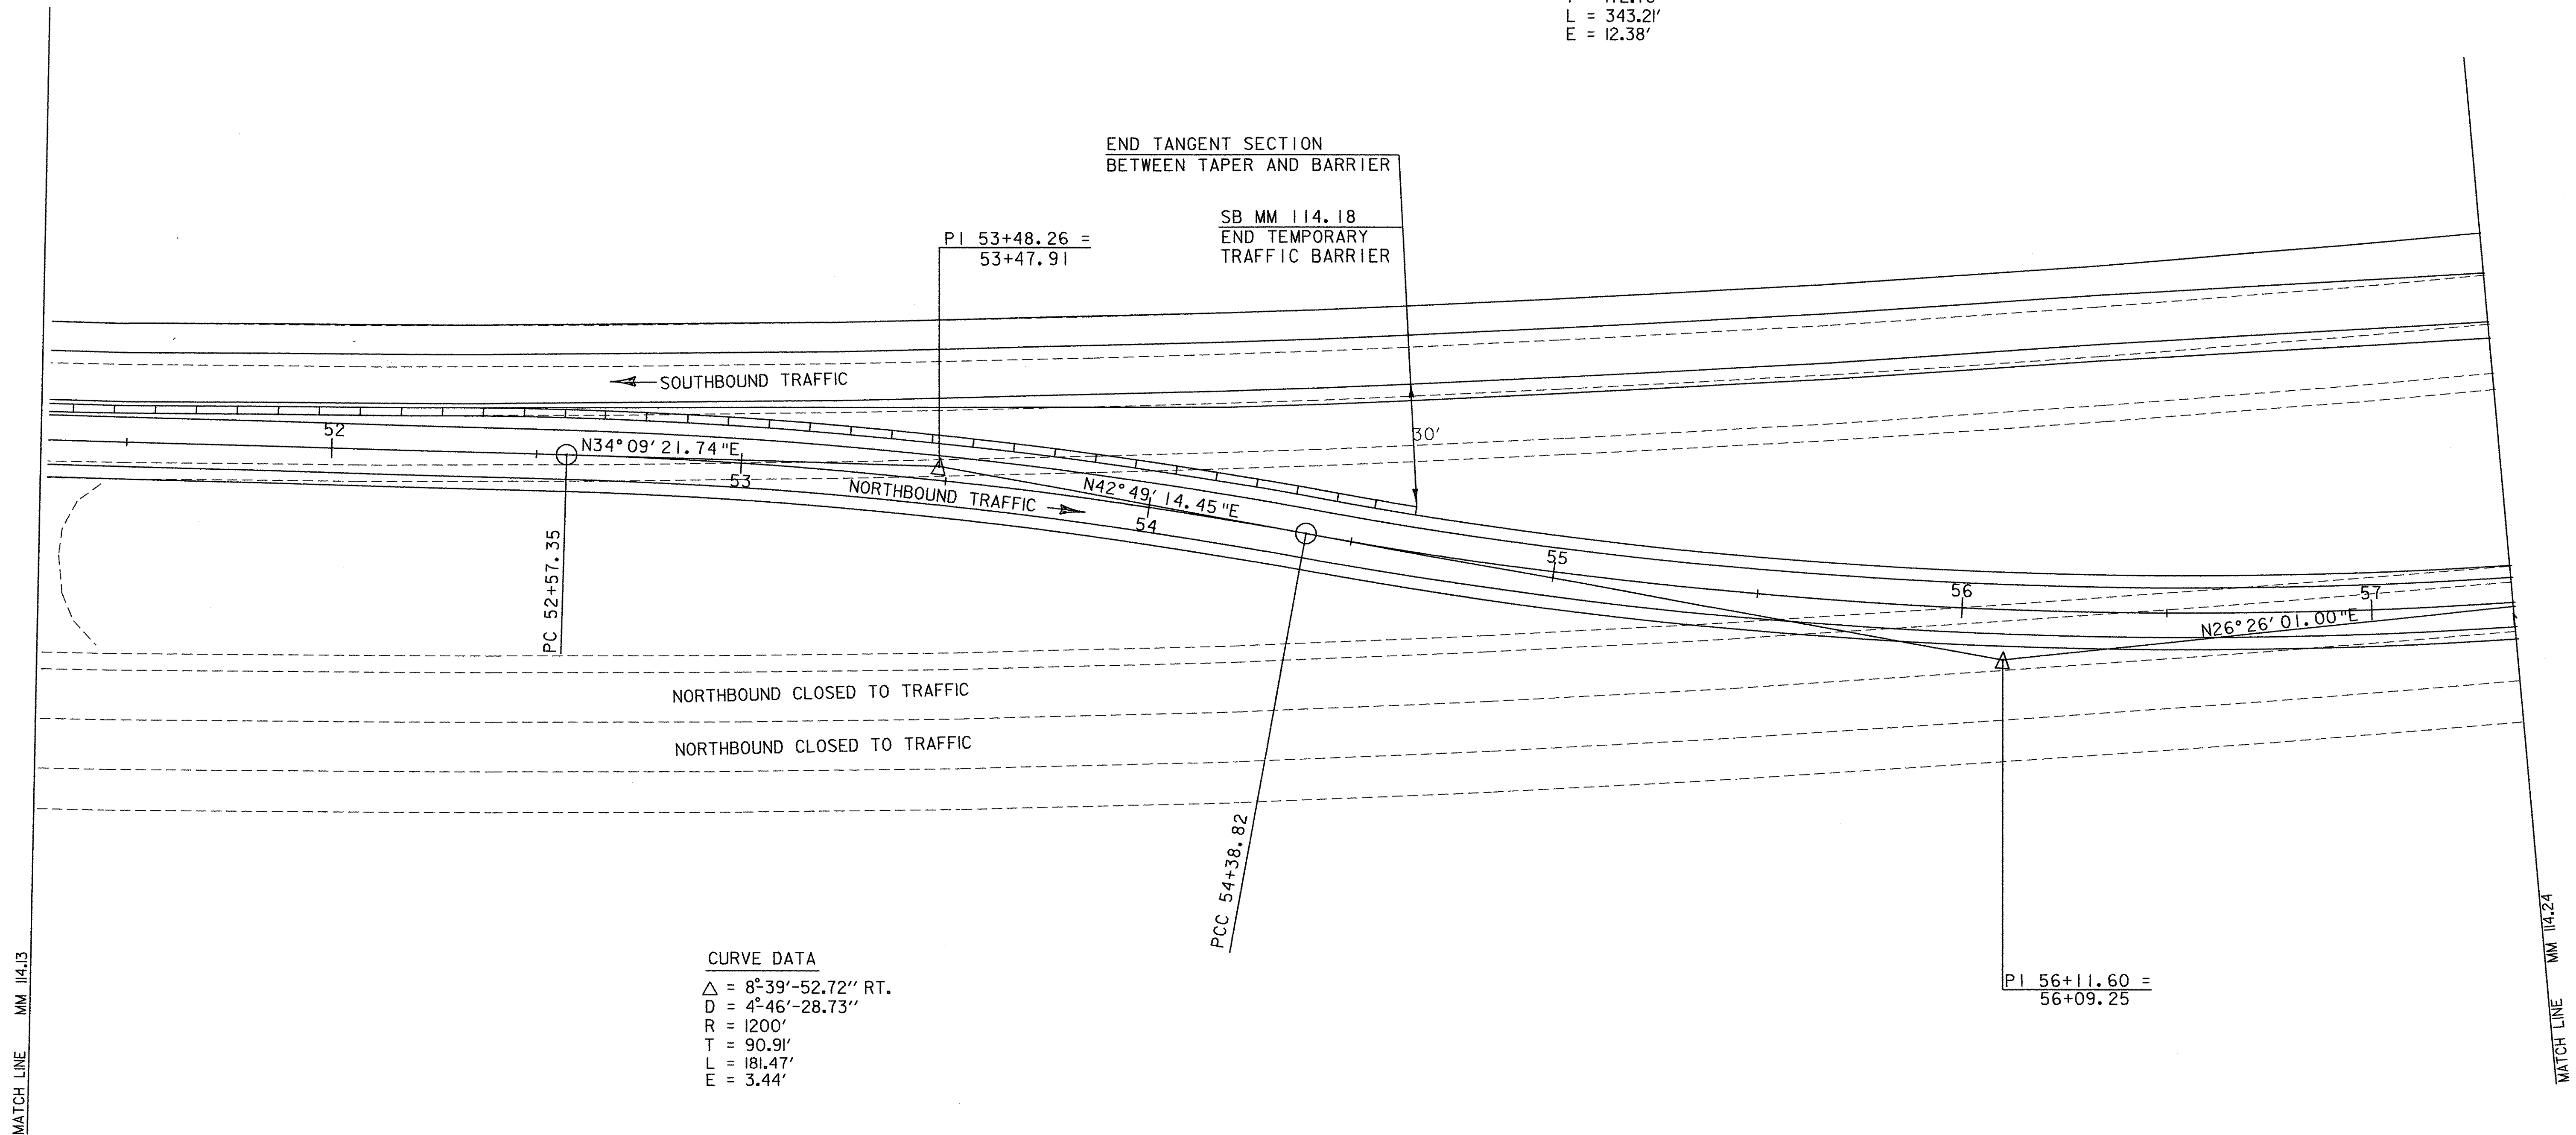 L = 343.21'
E = 12.38'
END TANGENT SECTION
BETWEEN TAPER AND BARRIER
SB MM 114.18
END TEMPORARY
TRAFFIC BARRIER
PI 53+48.26 =
53+47.91
SOUTHBOUND TRAFFIC
30'
52
N34°09'21.74"E
53
NORTHBOUND TRAFFIC
N42°49'14.45"E
54
55
56
57
N26°26'01.00"E
PC 52+57.35
NORTHBOUND CLOSED TO TRAFFIC
NORTHBOUND CLOSED TO TRAFFIC
PCC 54+38.82
PI 56+11.60 =
56+09.25
MATCH LINE MM 114.13
MATCH LINE MM 114.24
CURVE DATA
△ = 8°-39'-52.72" RT.
D = 4°-46'-28.73"
R = 1200'
T = 90.91'
L = 181.47'
E = 3.44'